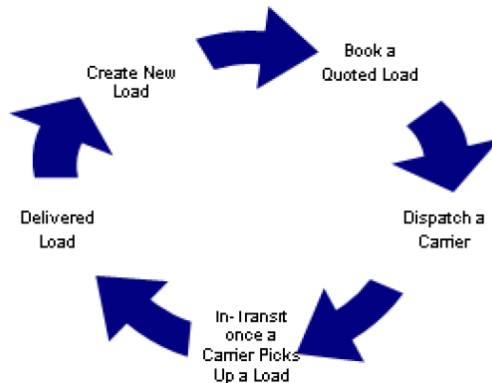 Create New
Load
Book a
Quoted Load
Dispatch a
Carrier
In-Transit
once a
Carrier Picks
Up a Load
Delivered
Load